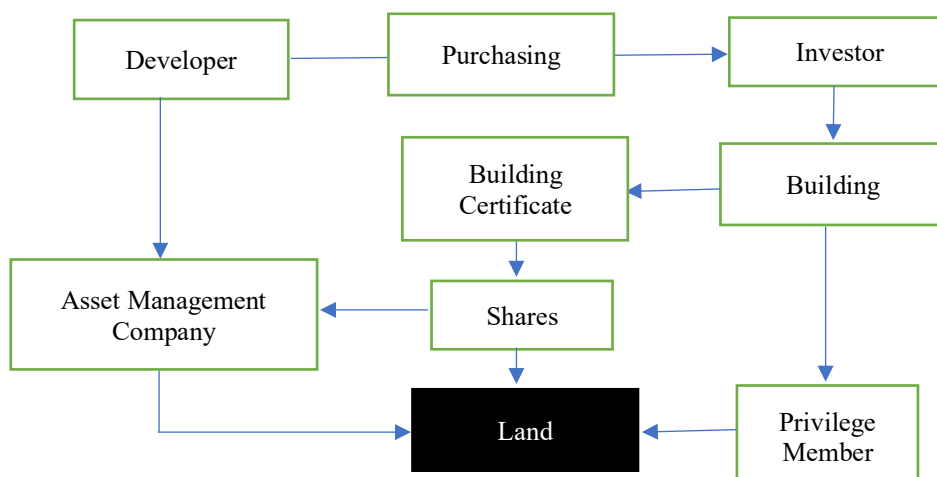 Developer
Purchasing
Investor
Building
Certificate
Building
Asset Management
Company
Shares
Land
Privilege
Member